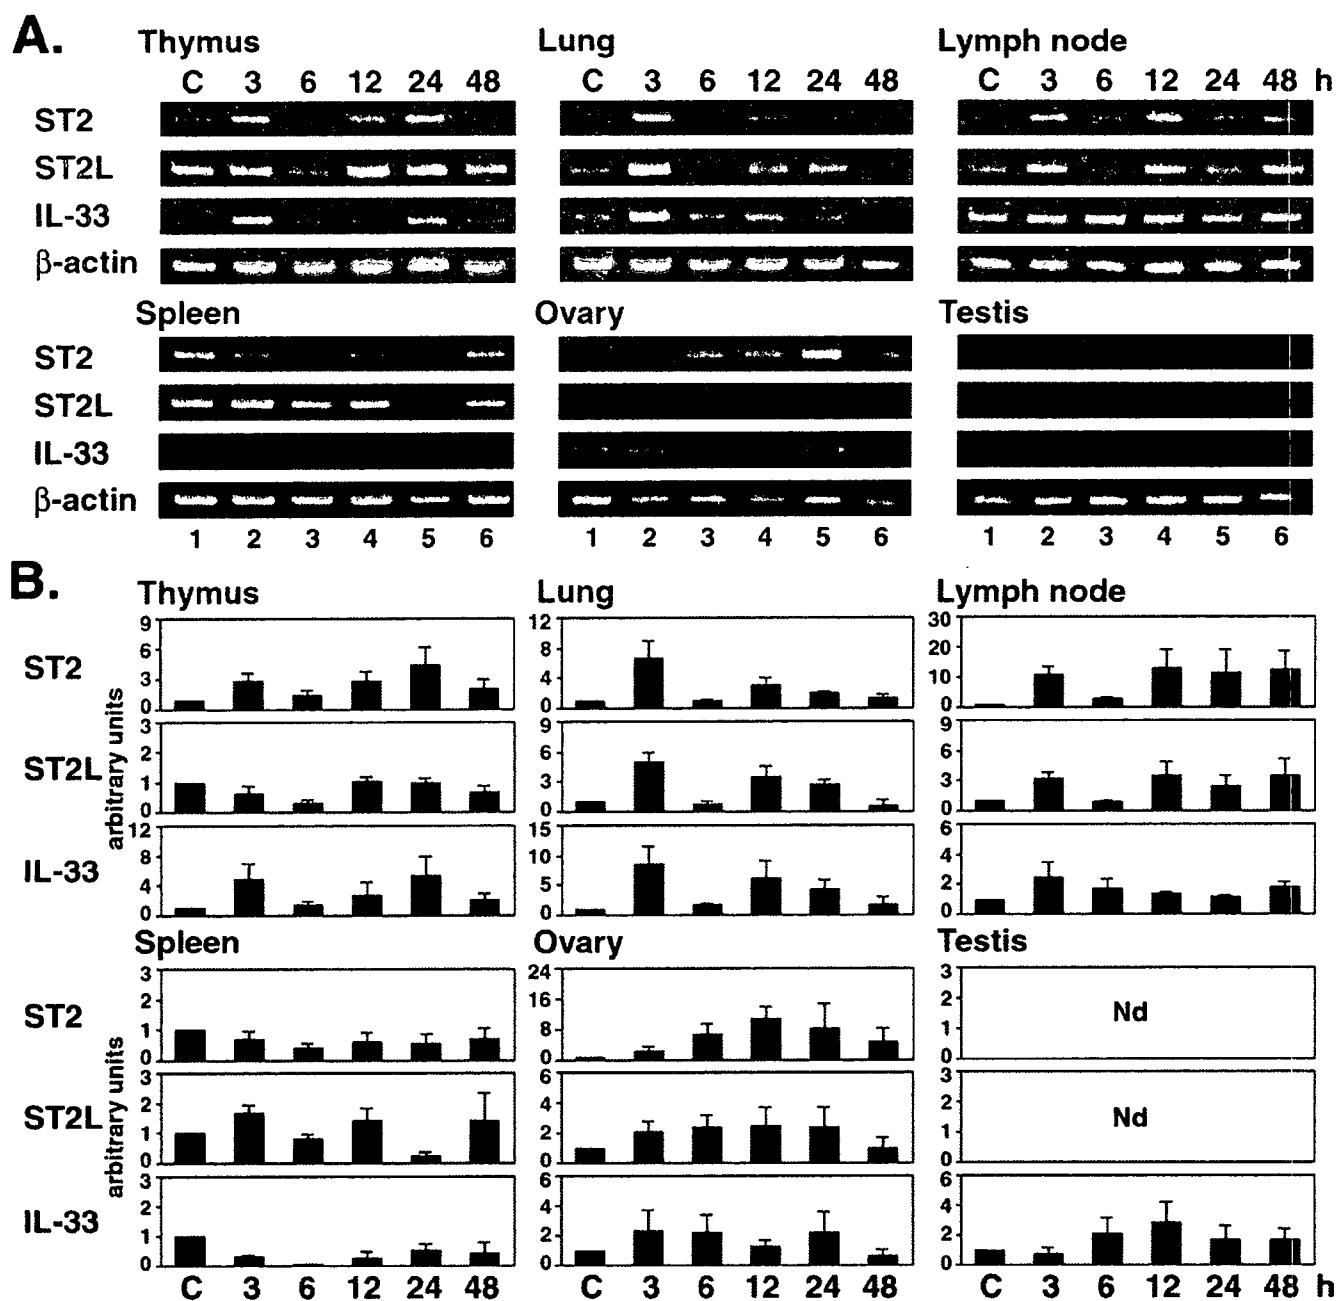 A.
Thymus Lung Lymph node
C 3 6 12 24 48 C 3 6 12 24 48 C 3 6 12 24 48 h
ST2
ST2L
IL-33
β-actin
Spleen Ovary Testis
ST2
ST2L
IL-33
β-actin
1 2 3 4 5 6 1 2 3 4 5 6 1 2 3 4 5 6
B.
Thymus Lung Lymph node
ST2
9 6 3 0
12 8 4 0
30 20 10 0
ST2L
3 2 1 0
9 6 3 0
9 6 3 0
IL-33
12 8 4 0
15 10 5 0
6 4 2 0
arbitrary units
Spleen Ovary Testis
ST2
3 2 1 0
24 16 8 0
3 2 1 0
Nd
ST2L
3 2 1 0
6 4 2 0
3 2 1 0
Nd
IL-33
3 2 1 0
6 4 2 0
6 4 2 0
arbitrary units
C 3 6 12 24 48 C 3 6 12 24 48 C 3 6 12 24 48 h